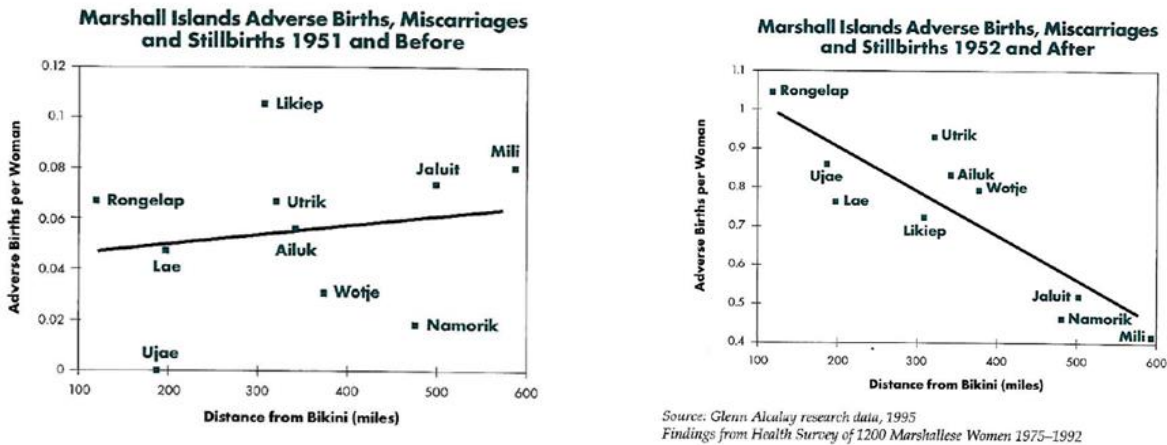 Marshall Islands Adverse Births, Miscarriages
and Stillbirths 1951 and Before
Adverse Births per Woman
0.12
0.1
0.08
0.06
0.04
0.02
0
Likiep
Mili
Jaluit
Rongelap
Utrik
Ailuk
Lae
Wotje
Namorik
Ujae
100
200
300
400
500
600
Distance from Bikini (miles)
Marshall Islands Adverse Births, Miscarriages
and Stillbirths 1952 and After
Adverse Births per Woman
1.1
1
0.9
0.8
0.7
0.6
0.5
0.4
Rongelap
Utrik
Ujae
Ailuk
Lae
Wotje
Likiep
Jaluit
Namorik
Mili
100
200
300
400
500
600
Distance from Bikini (miles)
Source: Glenn Alcalay research data, 1995
Findings from Health Survey of 1200 Marshallese Women 1975–1992